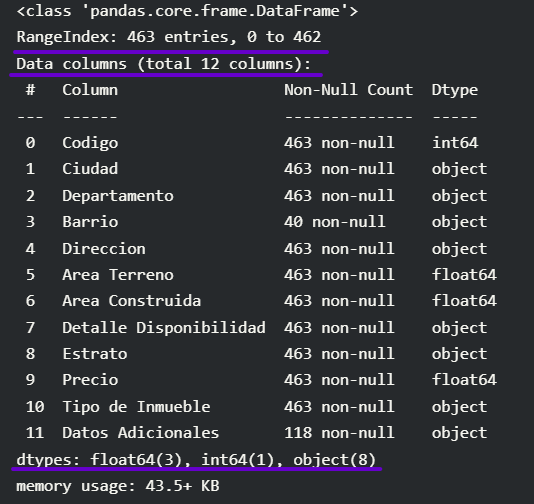 <class 'pandas.core.frame.DataFrame'>
RangeIndex: 463 entries, 0 to 462
Data columns (total 12 columns):
 #   Column                  Non-Null Count  Dtype
---  ------                  --------------  -----
 0   Codigo                  463 non-null    int64
 1   Ciudad                  463 non-null    object
 2   Departamento            463 non-null    object
 3   Barrio                  40 non-null     object
 4   Direccion               463 non-null    object
 5   Area Terreno            463 non-null    float64
 6   Area Construida         463 non-null    float64
 7   Detalle Disponibilidad  463 non-null    object
 8   Estrato                 463 non-null    object
 9   Precio                  463 non-null    float64
 10  Tipo de Inmueble        463 non-null    object
 11  Datos Adicionales       118 non-null    object
dtypes: float64(3), int64(1), object(8)
memory usage: 43.5+ KB